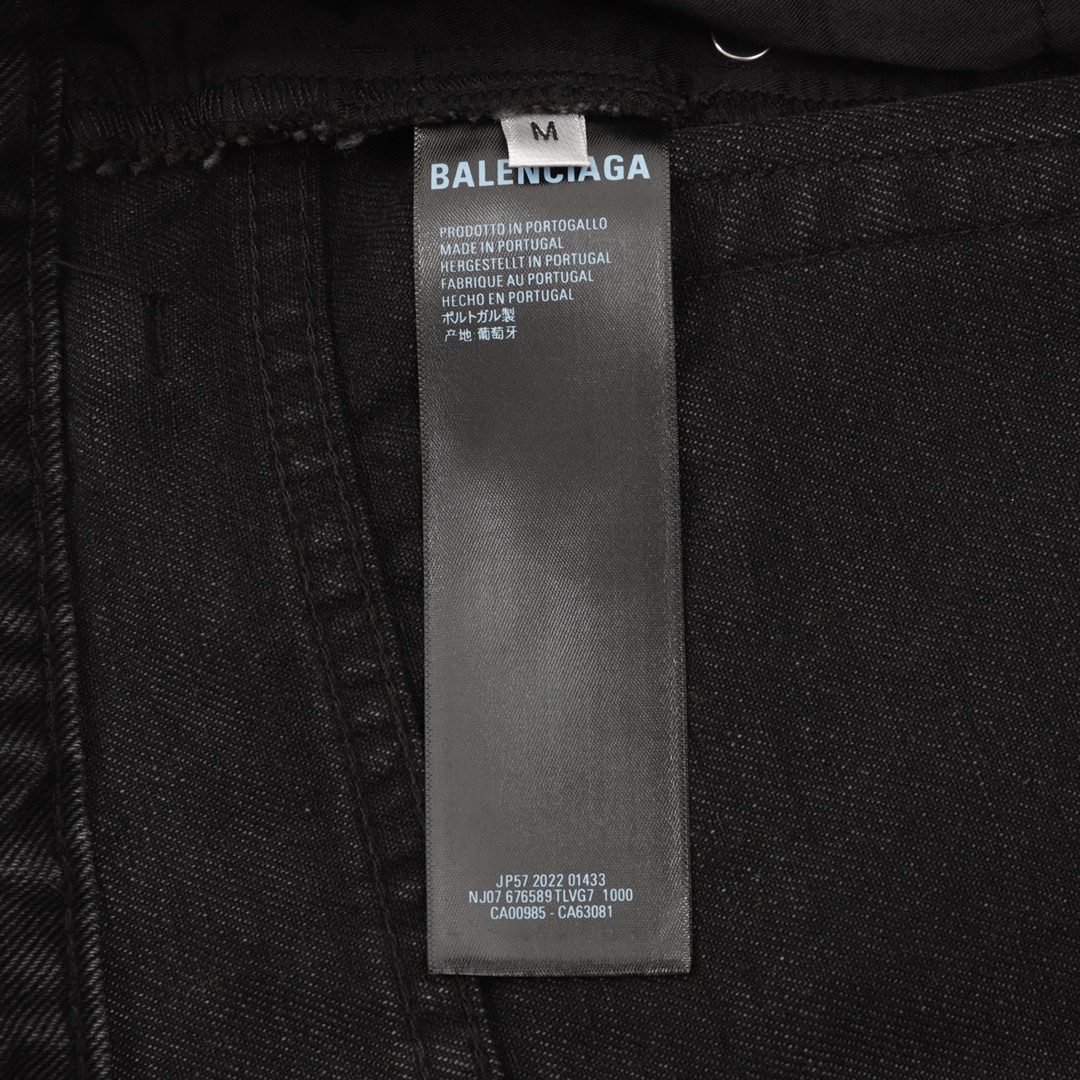 M
BALENCIAGA
PRODOTTO IN PORTOGALLO
MADE IN PORTUGAL
HERGESTELLT IN PORTUGAL
FABRIQUE AU PORTUGAL
HECHO EN PORTUGAL
ポルトガル製
产地 葡萄牙
JP57 2022 01433
NJ07 676589 TLVG7 1000
CA00985 - CA63081